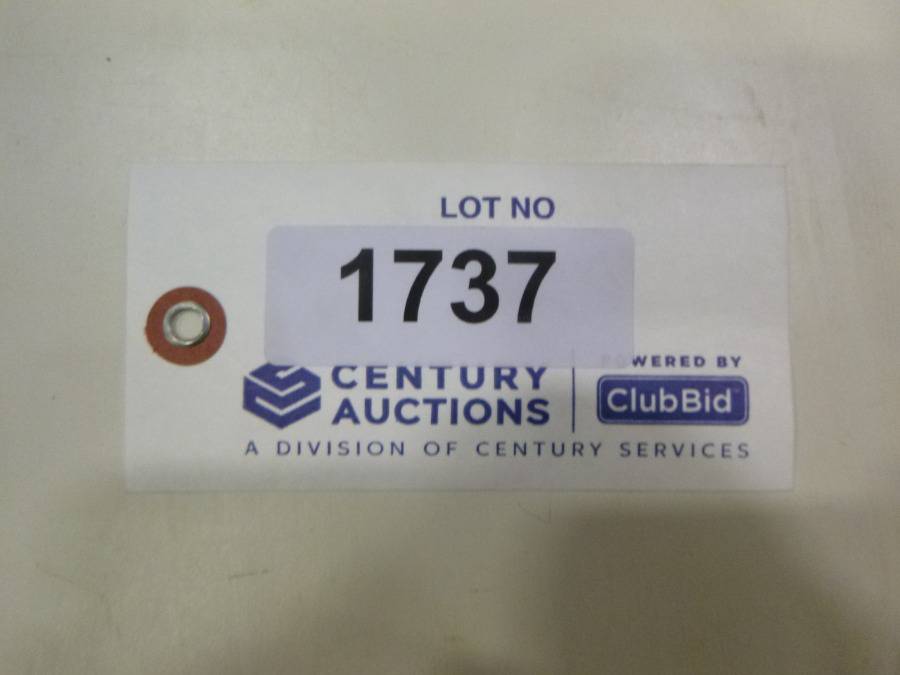 LOT NO
1737
CENTURY
AUCTIONS
POWERED BY
ClubBid
A DIVISION OF CENTURY SERVICES